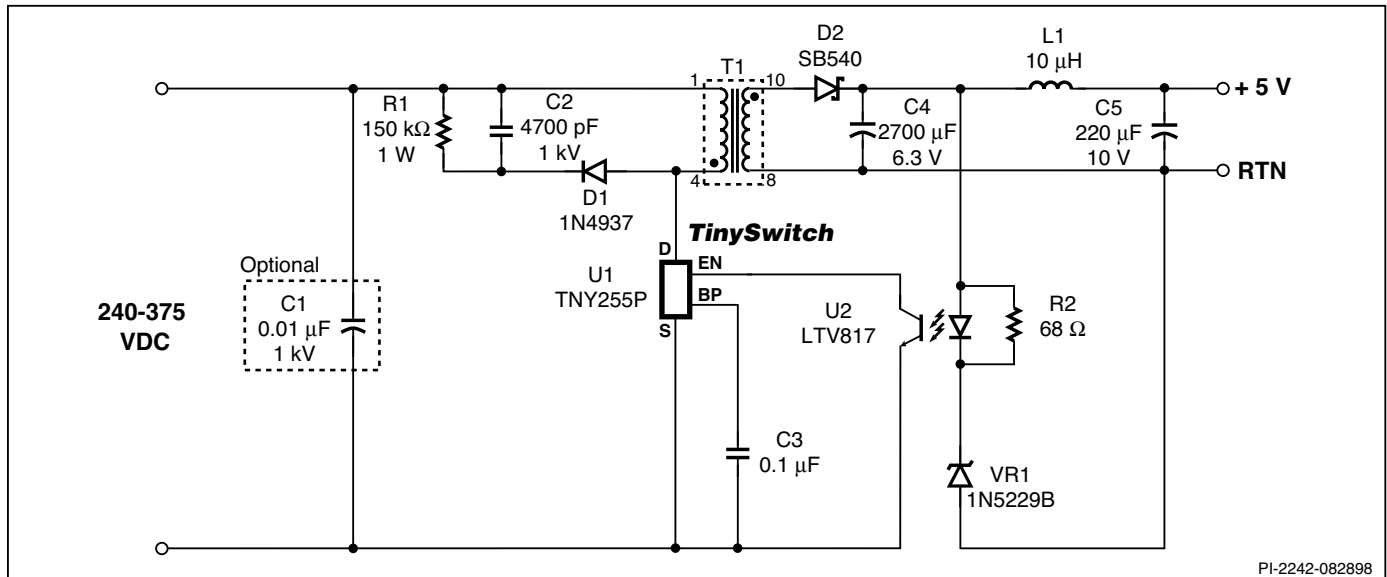 D2
SB540
L1
10 µH
T1
1
10
+ 5 V
R1
150 kΩ
1 W
C2
4700 pF
1 kV
C4
2700 µF
6.3 V
C5
220 µF
10 V
4
8
RTN
D1
1N4937
TinySwitch
D
EN
BP
S
U1
TNY255P
Optional
C1
0.01 µF
1 kV
240-375
VDC
U2
LTV817
R2
68 Ω
C3
0.1 µF
VR1
1N5229B
PI-2242-082898